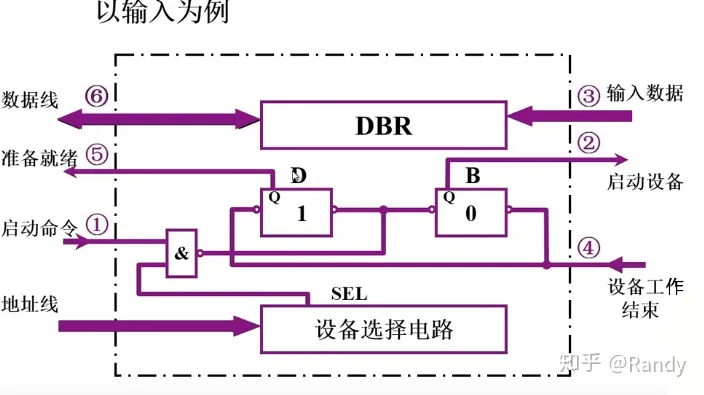 以输入为例
数据线
⑥
DBR
③
输入数据
准备就绪
⑤
D
B
②
启动设备
Q
1
Q
0
启动命令
①
&
④
设备工作
结束
地址线
SEL
设备选择电路
知乎 @Randy